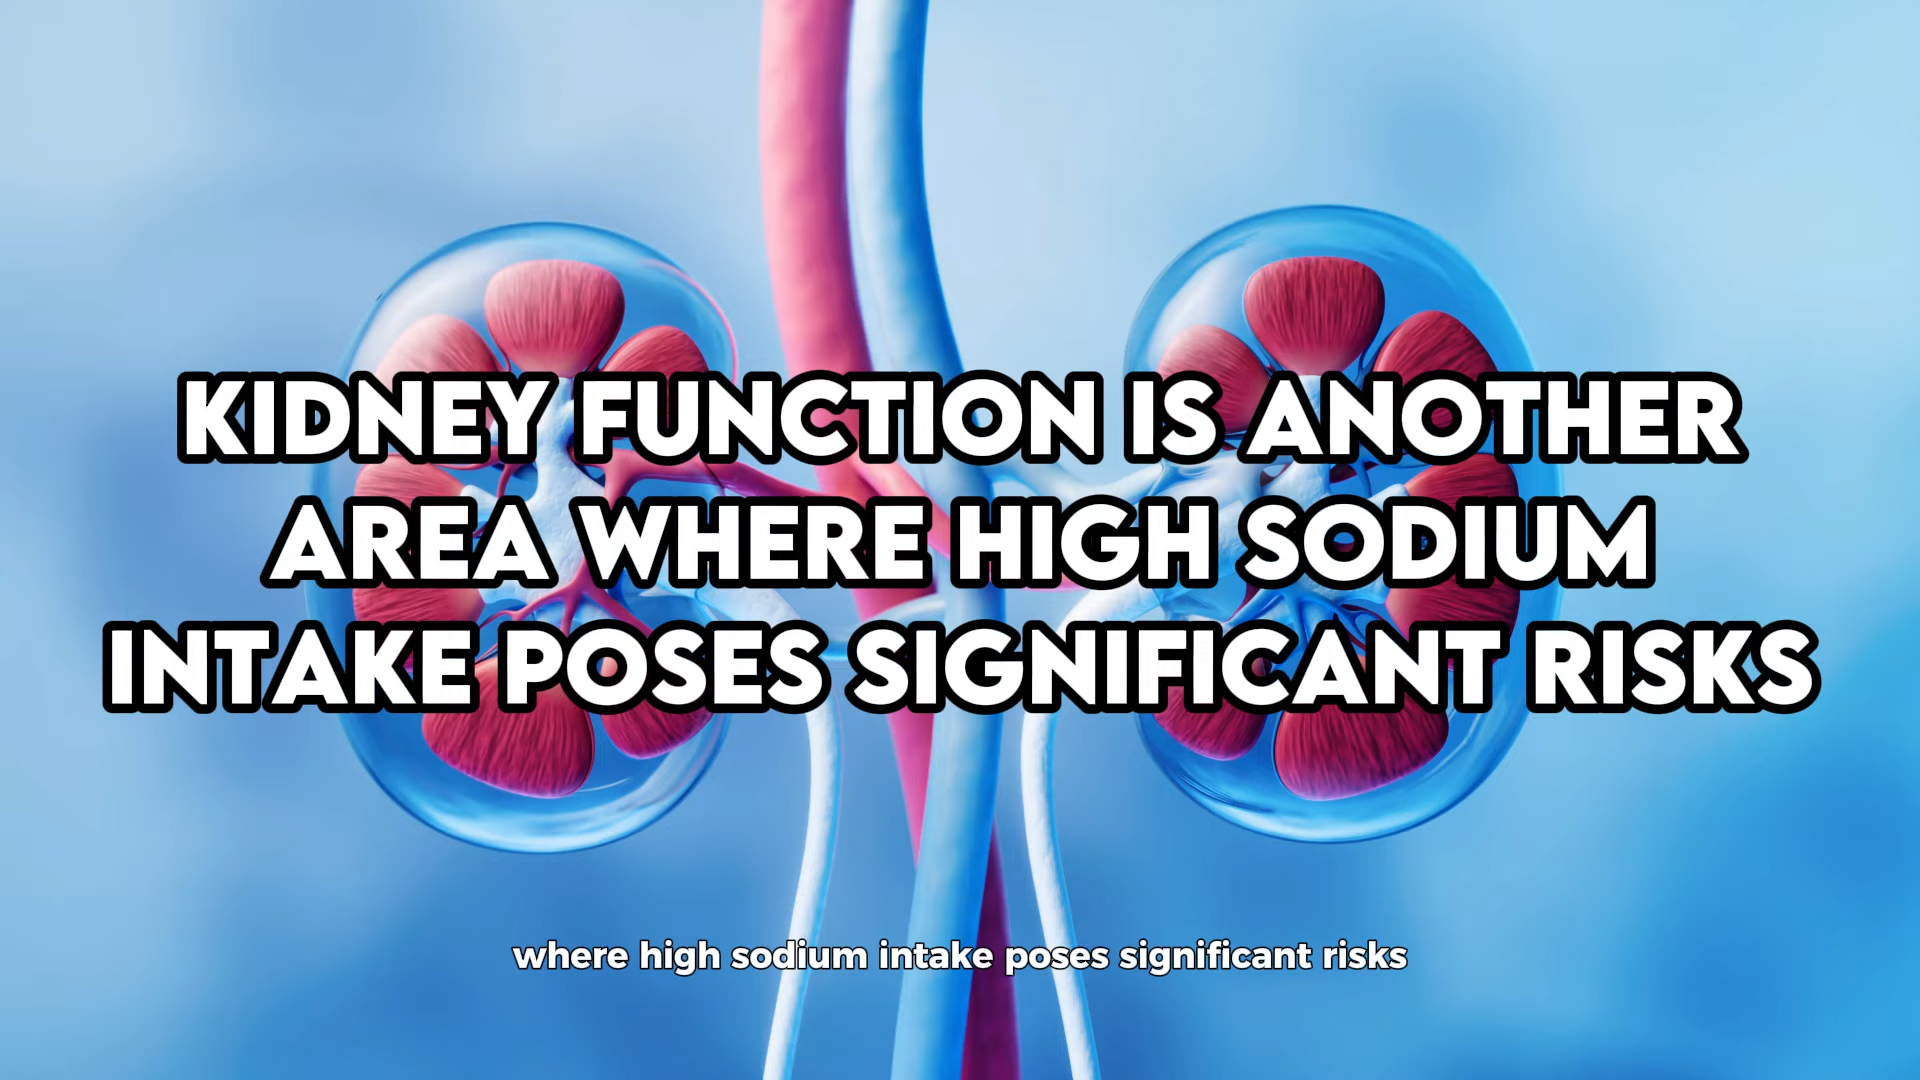 KIDNEY FUNCTION IS ANOTHER
AREA WHERE HIGH SODIUM
INTAKE POSES SIGNIFICANT RISKS
where high sodium intake poses significant risks